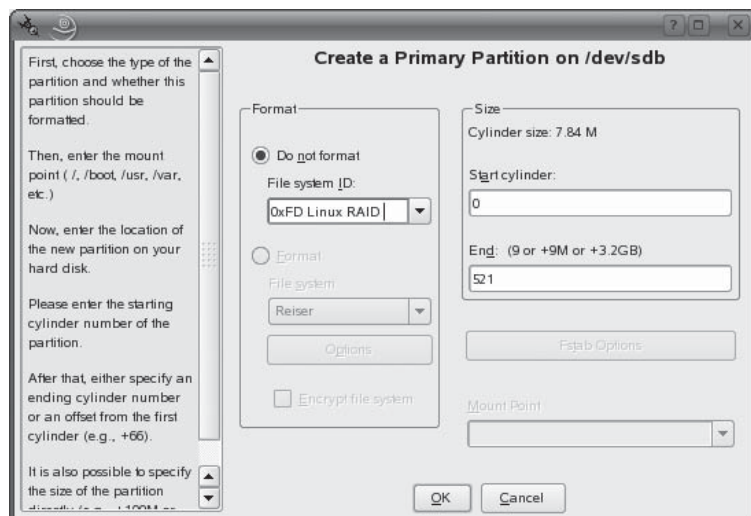 Create a Primary Partition on /dev/sdb
First, choose the type of the
partition and whether this
partition should be
formatted.
Then, enter the mount
point ( /, /boot, /usr, /var,
etc.)
Now, enter the location of
the new partition on your
hard disk.
Please enter the starting
cylinder number of the
partition.
After that, either specify an
ending cylinder number
or an offset from the first
cylinder (e.g., +66).
It is also possible to specify
the size of the partition
Format
Do not format
File system ID:
0xFD Linux RAID
Format
File system
Reiser
Options
Encrypt file system
Size
Cylinder size: 7.84 M
Start cylinder:
0
End: (9 or +9M or +3.2GB)
521
Fstab Options
Mount Point
OK
Cancel